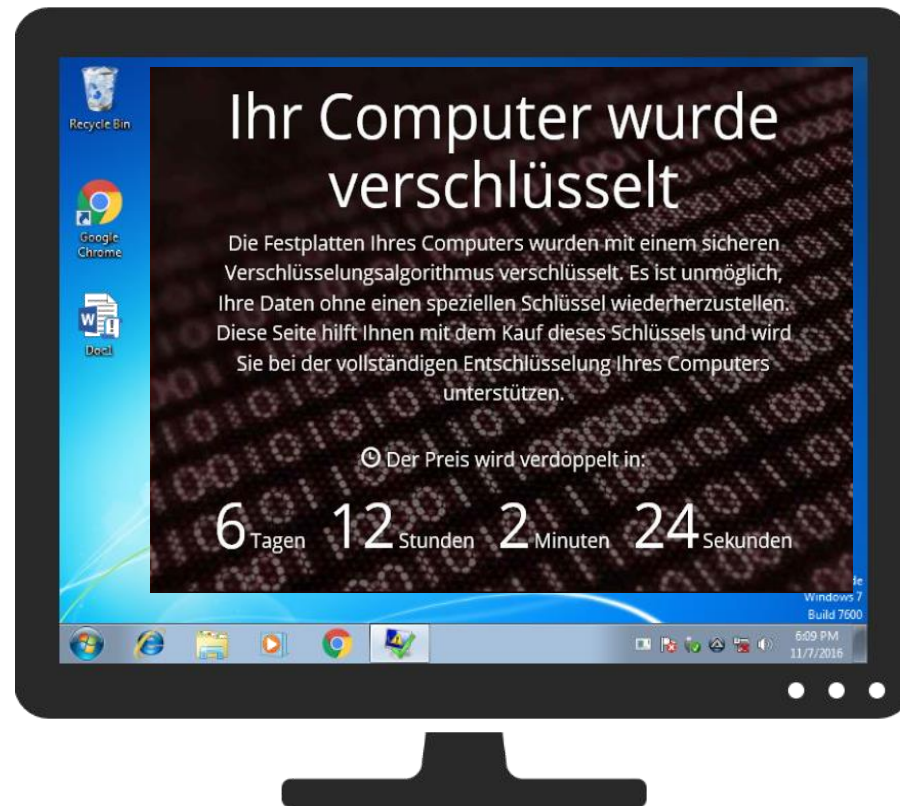 Recycle Bin
Ihr Computer wurde
verschlüsselt
Google
Chrome
Die Festplatten Ihres Computers wurden mit einem sicheren
Verschlüsselungsalgorithmus verschlüsselt. Es ist unmöglich,
Ihre Daten ohne einen speziellen Schlüssel wiederherzustellen.
Diese Seite hilft Ihnen mit dem Kauf dieses Schlüssels und wird
Sie bei der vollständigen Entschlüsselung Ihres Computers
unterstützen.
Doc1
Der Preis wird verdoppelt in:
6 Tagen 12 Stunden 2 Minuten 24 Sekunden
Windows 7
Build 7600
6:09 PM
11/7/2016